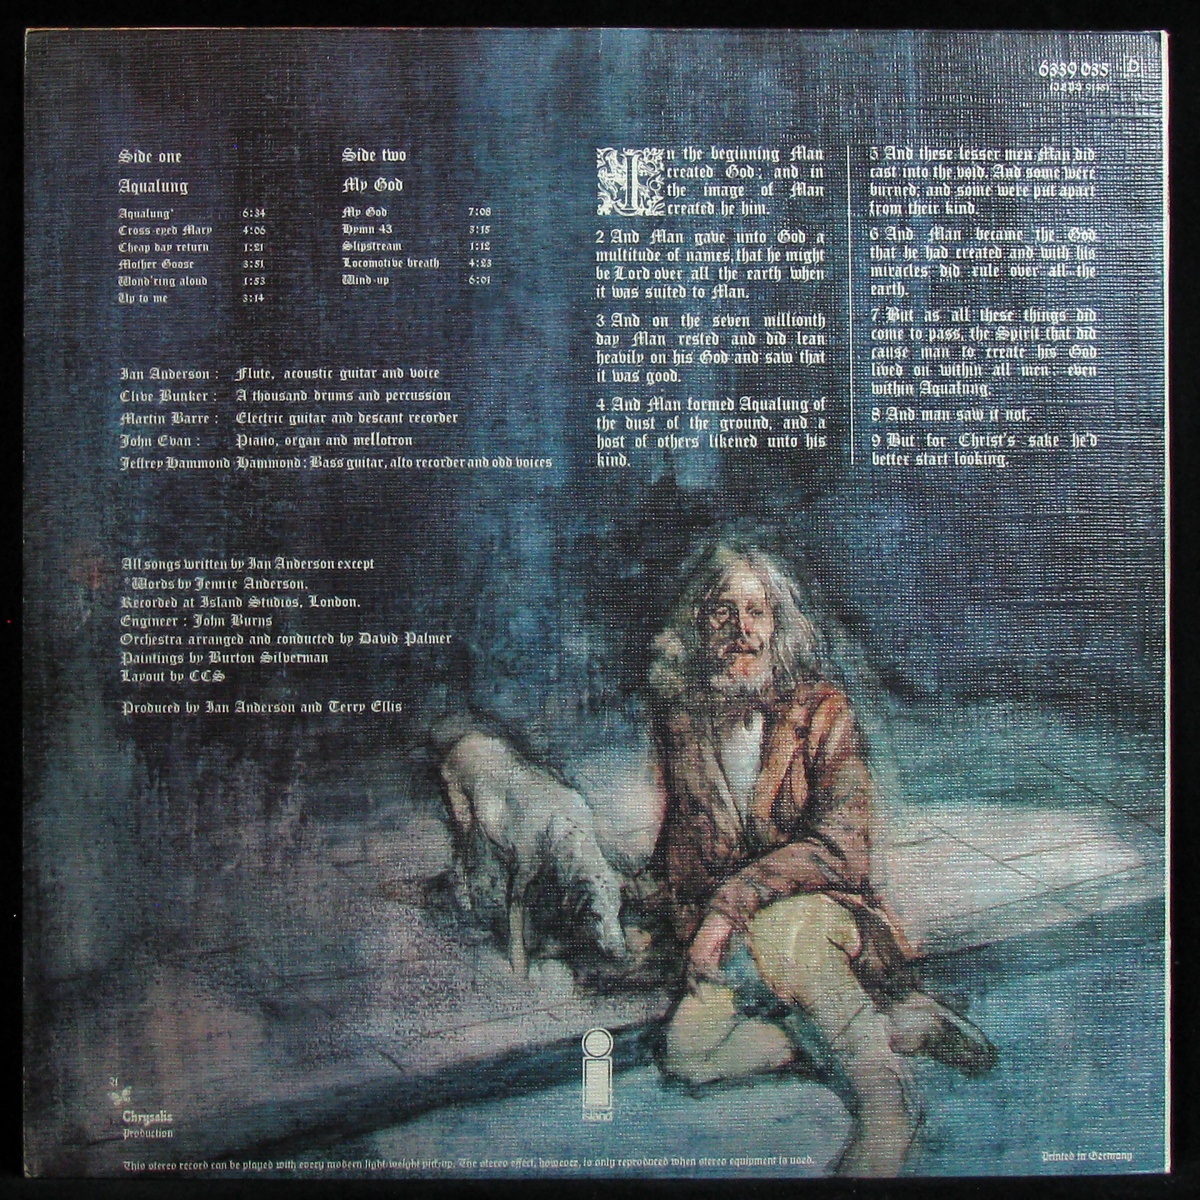 6339 035 D
Side one
Aqualung
Aqualung* 6:34
Cross-eyed Mary 4:06
Cheap day return 1:21
Mother Goose 3:51
Wond'ring aloud 1:53
Up to me 3:14
Side two
My God
My God 7:08
Hymn 43 3:15
Slipstream 1:12
Locomotive breath 4:23
Wind-up 6:01
Ian Anderson : Flute, acoustic guitar and voice
Clive Bunker : A thousand drums and percussion
Martin Barre : Electric guitar and descant recorder
John Evan : Piano, organ and mellotron
Jeffrey Hammond Hammond : Bass guitar, alto recorder and odd voices
All songs written by Ian Anderson except
*Words by Jennie Anderson.
Recorded at Island Studios, London.
Engineer : John Burns
Orchestra arranged and conducted by David Palmer
Paintings by Burton Silverman
Layout by CCS
Produced by Ian Anderson and Terry Ellis
In the beginning Man
created God; and in
the image of Man
created he him.
2 And Man gave unto God a
multitude of names, that he might
be Lord over all the earth when
it was suited to Man.
3 And on the seven millionth
day Man rested and did lean
heavily on his God and saw that
it was good.
4 And Man formed Aqualung of
the dust of the ground, and a
host of others likened unto his
kind.
5 And these lesser men Man did
cast into the void. And some were
burned; and some were put apart
from their kind.
6 And Man became the God
that he had created and with his
miracles did rule over all the
earth.
7 But as all these things did
come to pass, the Spirit that did
cause man to create his God
lived on within all men: even
within Aqualung.
8 And man saw it not.
9 But for Christ's sake he'd
better start looking.
island
Chrysalis
Production
This stereo record can be played with every modern light-weight pick-up. The stereo effect, however, is only reproduced when stereo equipment is used.
Printed in Germany